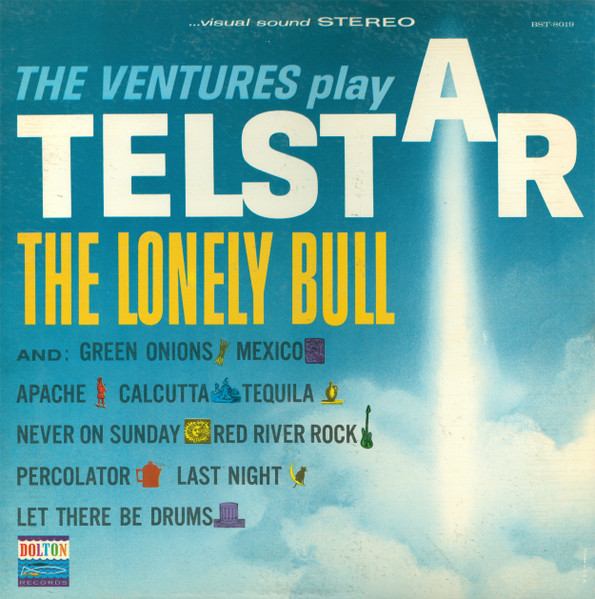 ...visual sound STEREO
BST-8019
THE VENTURES play
TELSTAR
THE LONELY BULL
AND: GREEN ONIONS MEXICO
APACHE CALCUTTA TEQUILA
NEVER ON SUNDAY RED RIVER ROCK
PERCOLATOR LAST NIGHT
LET THERE BE DRUMS
DOLTON
RECORDS